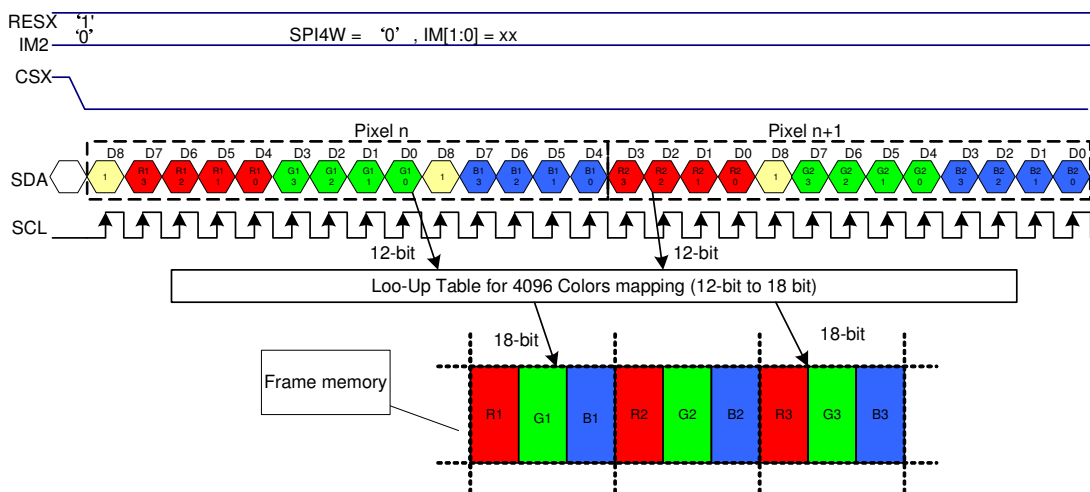 RESX '1'
IM2 '0' SPI4W = '0' , IM[1:0] = xx
CSX
Pixel n Pixel n+1
D8 D7 D6 D5 D4 D3 D2 D1 D0 D8 D7 D6 D5 D4 D3 D2 D1 D0 D8 D7 D6 D5 D4 D3 D2 D1 D0
SDA 1 R1 3 R1 2 R1 1 R1 0 G1 3 G1 2 G1 1 G1 0 1 B1 3 B1 2 B1 1 B1 0 R2 3 R2 2 R2 1 R2 0 1 G2 3 G2 2 G2 1 G2 0 B2 3 B2 2 B2 1 B2 0
SCL
12-bit 12-bit
Loo-Up Table for 4096 Colors mapping (12-bit to 18 bit)
18-bit 18-bit
Frame memory
R1 G1 B1 R2 G2 B2 R3 G3 B3